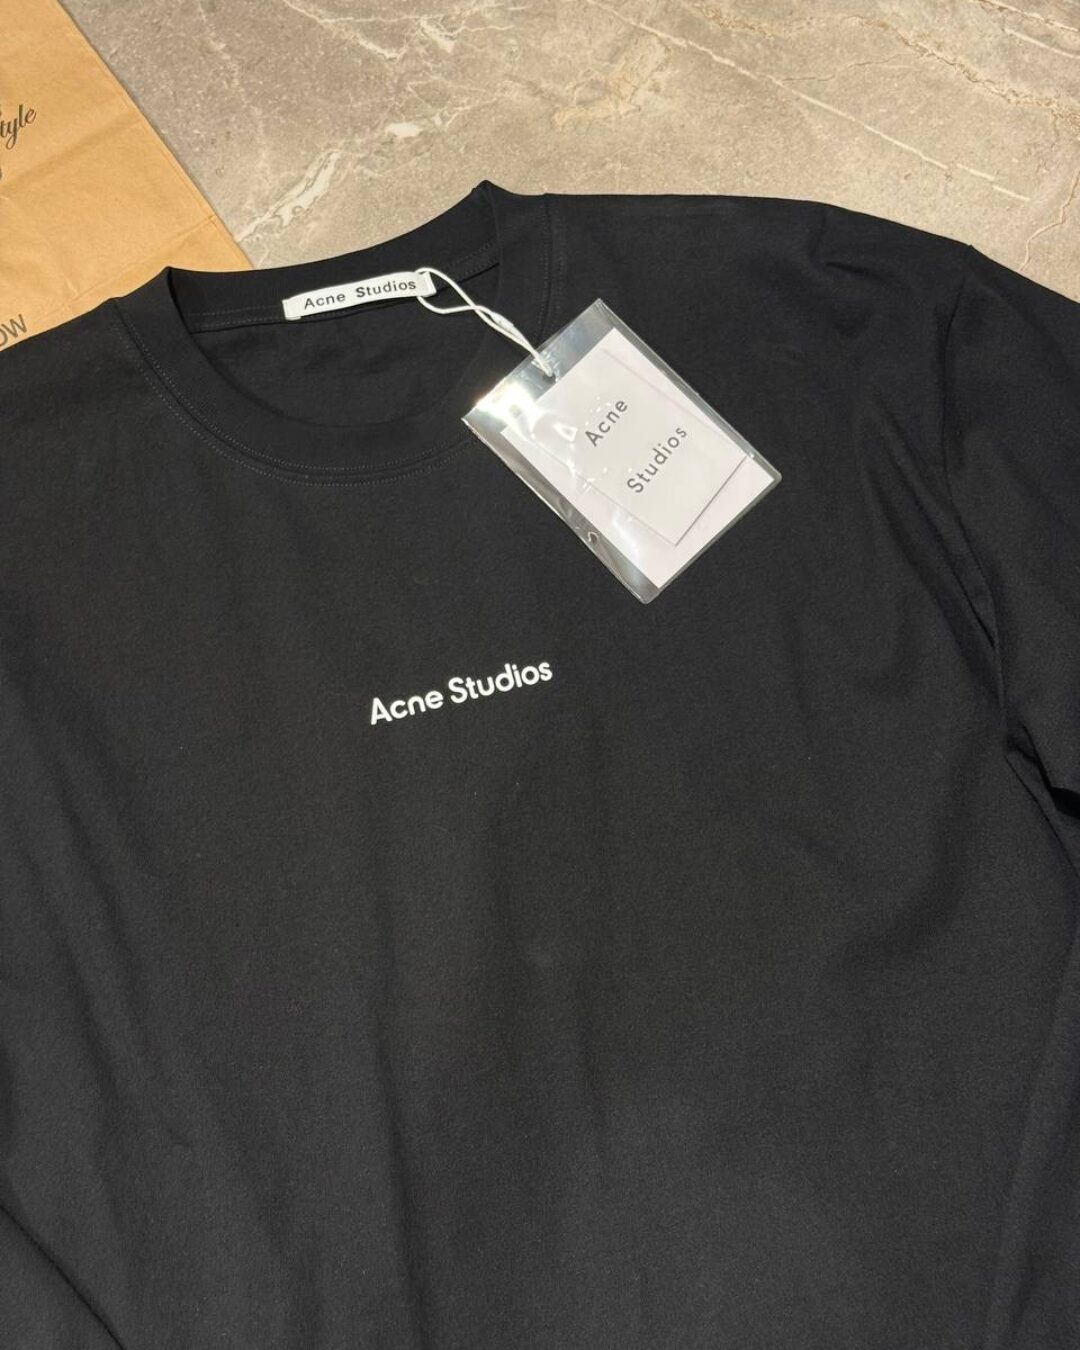 tyle
OW
Acne Studios
Acne
Studios
Acne Studios